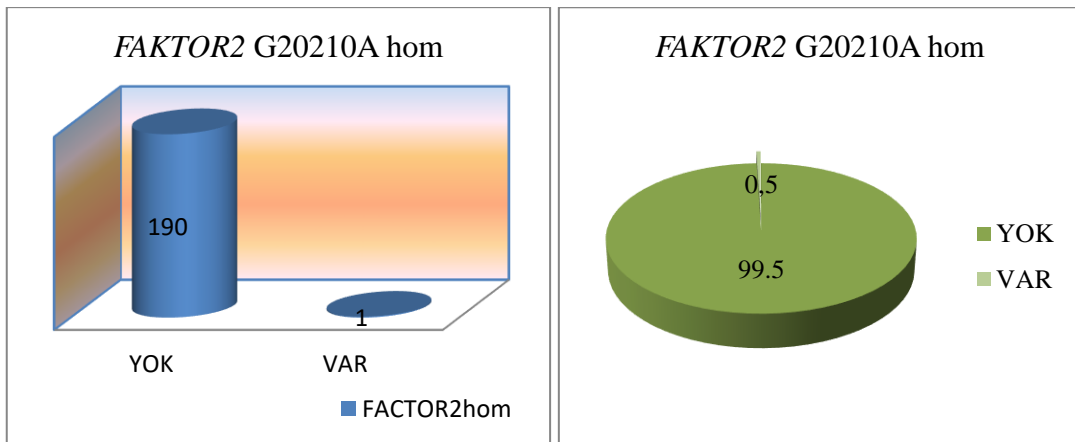 FAKTOR2 G20210A hom
190
1
YOK VAR
FACTOR2hom
FAKTOR2 G20210A hom
0,5
99.5
YOK
VAR